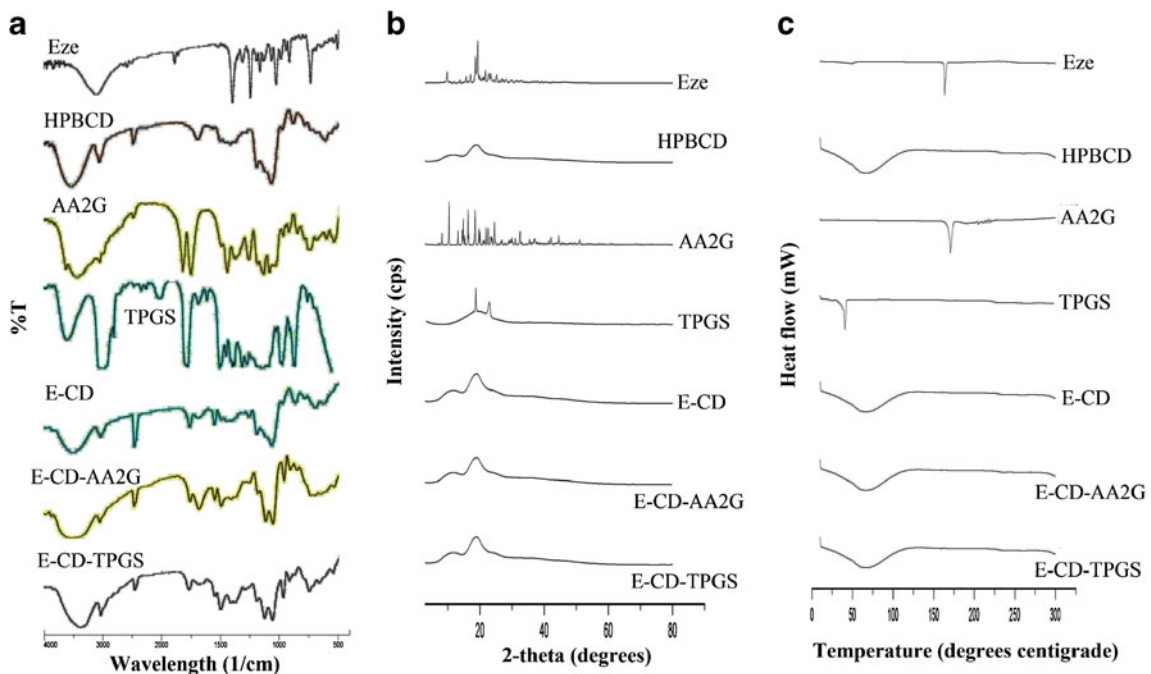 a
Eze
HPBCD
AA2G
TPGS
E-CD
E-CD-AA2G
E-CD-TPGS
%T
4000 3000 2000 1500 1000 500
Wavelength (1/cm)
b
Eze
HPBCD
AA2G
TPGS
E-CD
E-CD-AA2G
E-CD-TPGS
Intensity (cps)
20 40 60 80
2-theta (degrees)
c
Eze
HPBCD
AA2G
TPGS
E-CD
E-CD-AA2G
E-CD-TPGS
Heat flow (mW)
0 50 100 150 200 250 300
Temperature (degrees centigrade)